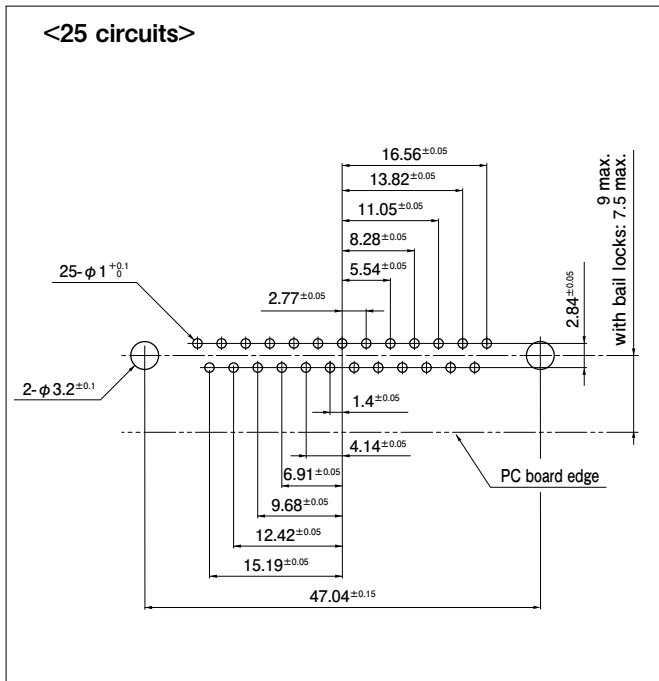 <25 circuits>
16.56±0.05
13.82±0.05
11.05±0.05
8.28±0.05
5.54±0.05
2.77±0.05
25-φ1 +0.1 0
2-φ3.2±0.1
2.84±0.05
9 max.
with bail locks: 7.5 max.
1.4±0.05
4.14±0.05
6.91±0.05
9.68±0.05
12.42±0.05
15.19±0.05
PC board edge
47.04±0.15